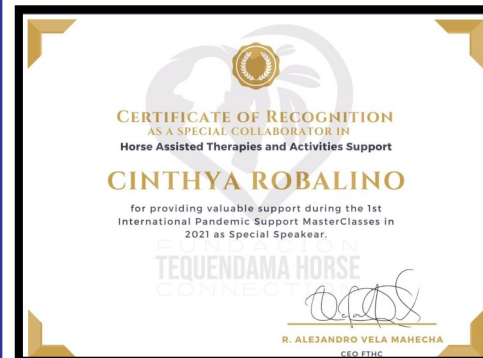 CERTIFICATE OF RECOGNITION
AS A SPECIAL COLLABORATOR IN
Horse Assisted Therapies and Activities Support
CINTHYA ROBALINO
for providing valuable support during the 1st
International Pandemic Support MasterClasses in
2021 as Special Speakear.
FUNDACION
TEQUENDAMA HORSE
CONNECTION
R. ALEJANDRO VELA MAHECHA
CEO FTHC